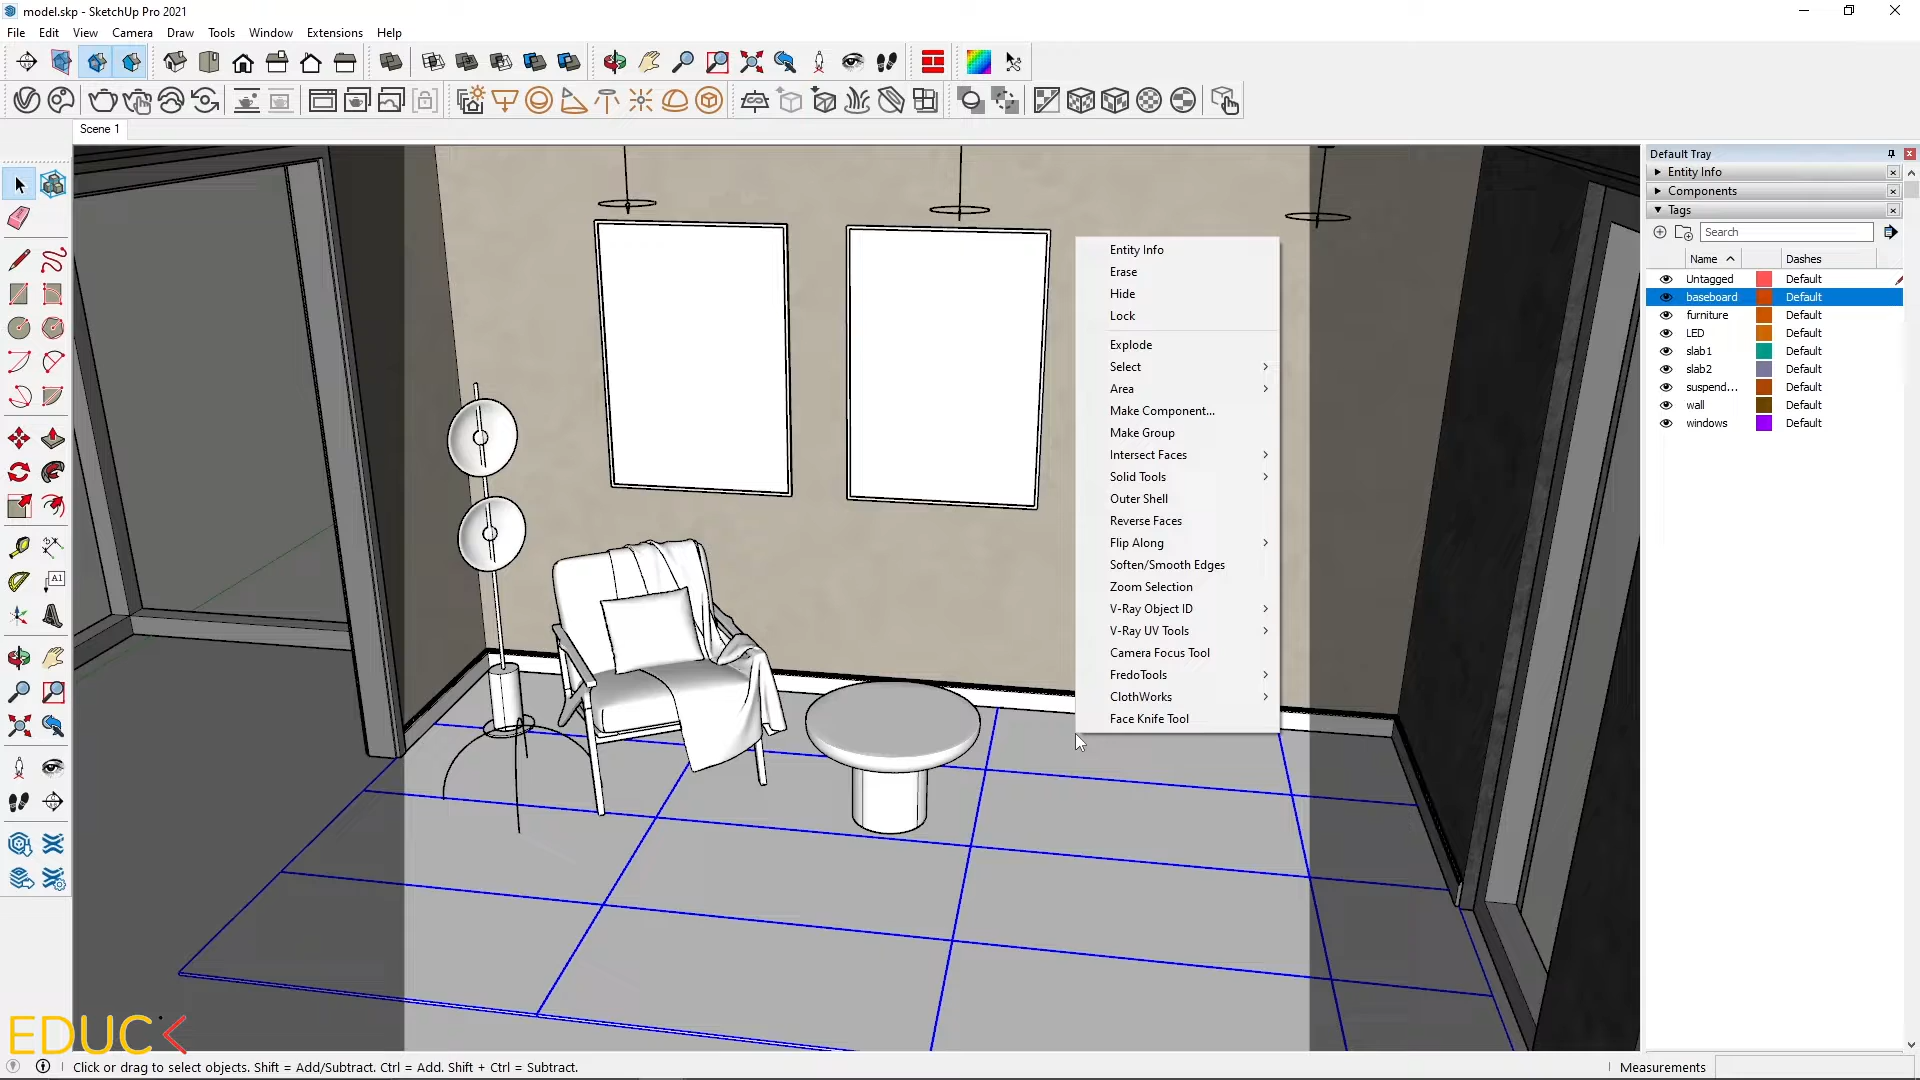 model.skp - SketchUp Pro 2021
File Edit View Camera Draw Tools Window Extensions Help
Scene 1
Default Tray
Entity Info
Components
Tags
Search
Name Dashes
Untagged Default
baseboard Default
furniture Default
LED Default
slab1 Default
slab2 Default
suspend... Default
wall Default
windows Default
Entity Info
Erase
Hide
Lock
Explode
Select
Area
Make Component...
Make Group
Intersect Faces
Solid Tools
Outer Shell
Reverse Faces
Flip Along
Soften/Smooth Edges
Zoom Selection
V-Ray Object ID
V-Ray UV Tools
Camera Focus Tool
FredoTools
ClothWorks
Face Knife Tool
A1
EDUC
Click or drag to select objects. Shift = Add/Subtract. Ctrl = Add. Shift + Ctrl = Subtract.
Measurements